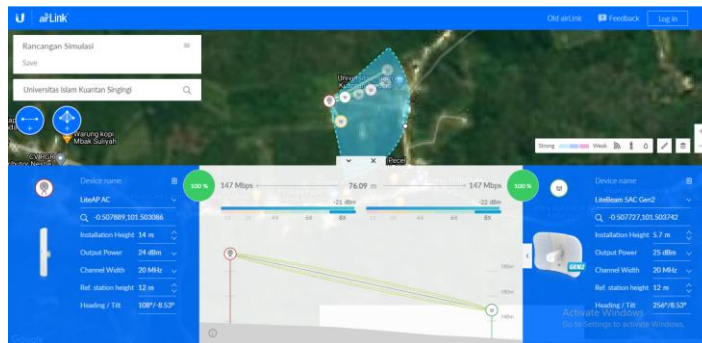 airLink
Old airLink
Feedback
Log in
Rancangan Simulasi
Save
Universitas Islam Kuantan Singingi
Warung kopi
Mbak Suliyah
Pecel
Strong
Weak
Device name
LiteAP AC
-0.507889,101.503086
Installation Height 14 m
Output Power 24 dBm
Channel Width 20 MHz
Ref. station height 12 m
Heading / Tilt 108°/-8.53°
100 %
147 Mbps
76.09 m
147 Mbps
100 %
-21 dBm
-22 dBm
4X
6X
8X
4X
6X
8X
Device name
LiteBeam 5AC Gen2
-0.507727,101.503742
Installation Height 5.7 m
Output Power 25 dBm
Channel Width 20 MHz
Ref. station height 12 m
Heading / Tilt 256°/8.53°
GEN2
Activate Windows
Go to Settings to activate Windows.
Google